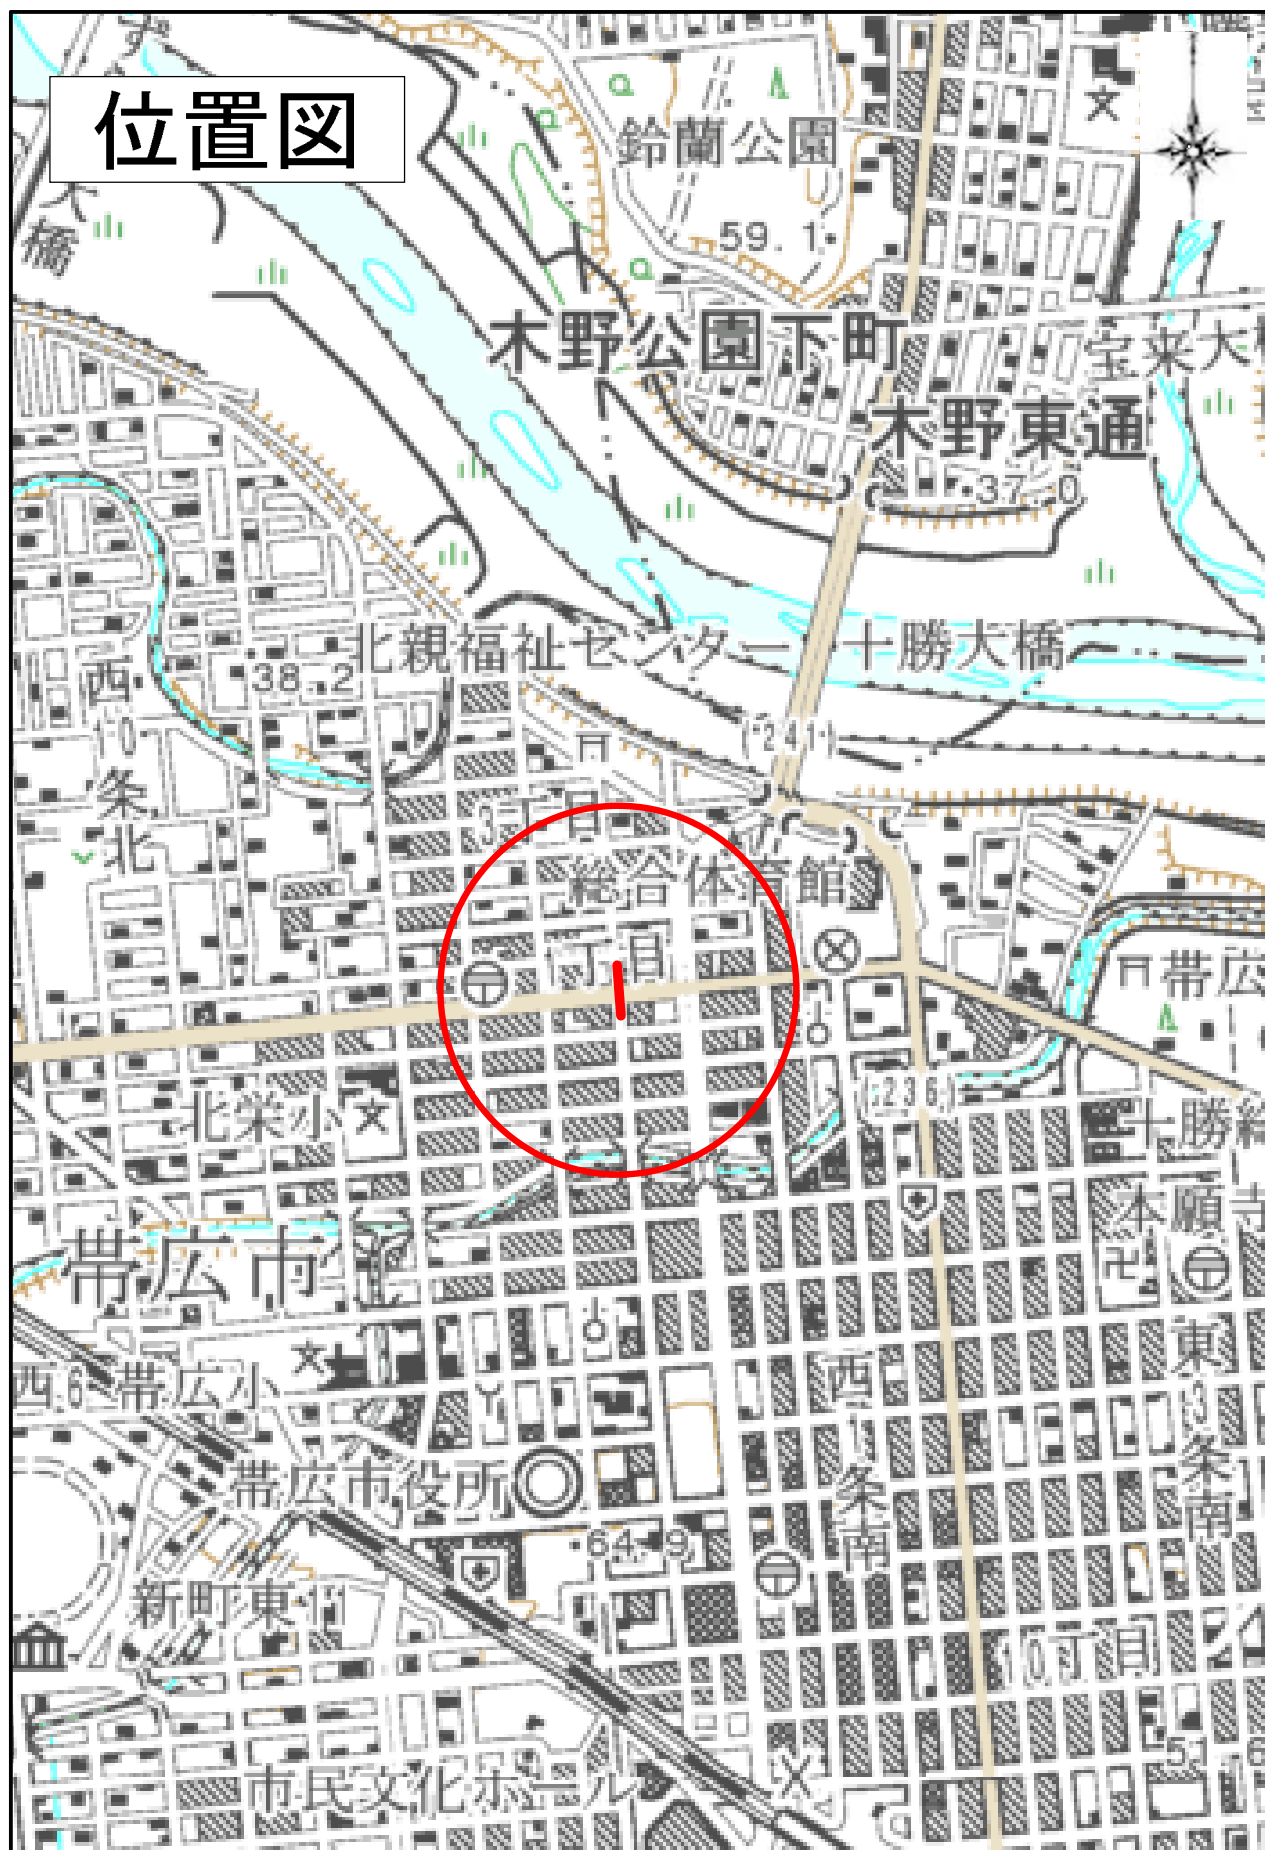 位置図
鈴蘭公園
大橋
59.1
木野公園下町
宝来大橋
木野東通
37.0
北親福祉センター
十勝大橋
西10条北
38.2
(241)
3丁目
総合体育館
丁目
帯広
(236)
北栄小
十勝総
本願寺
帯広市
西6
帯広小
西1条南
東3条南
帯広市役所
64.9
新町東
10丁目
市民文化ホール